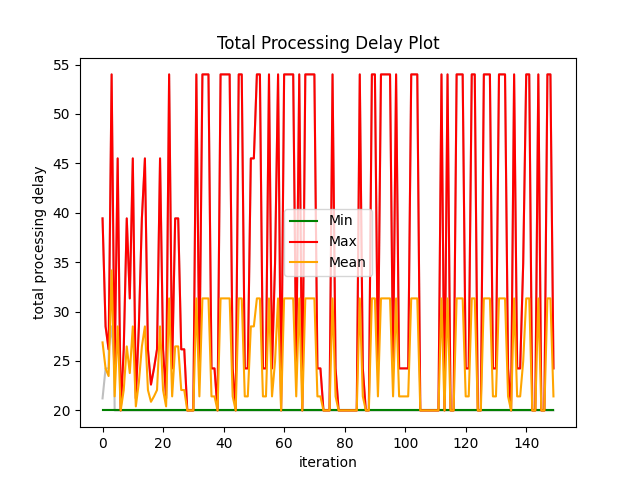 Total Processing Delay Plot
total processing delay
55
50
45
40
35
30
25
20
Min
Max
Mean
0 20 40 60 80 100 120 140
iteration